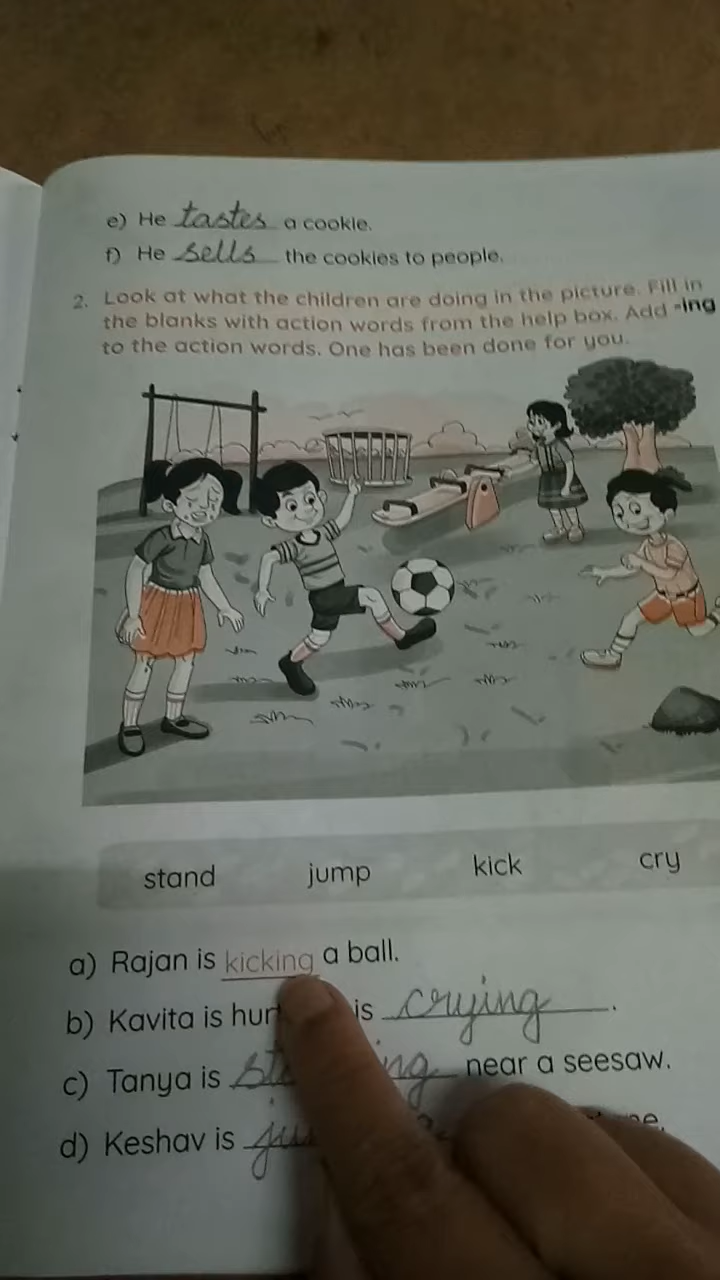 e) He tastes a cookie.
f) He sells the cookies to people.
2. Look at what the children are doing in the picture. Fill in
the blanks with action words from the help box. Add -ing
to the action words. One has been done for you.
stand jump kick cry
a) Rajan is kicking a ball.
b) Kavita is hur is crying.
c) Tanya is near a seesaw.
d) Keshav is